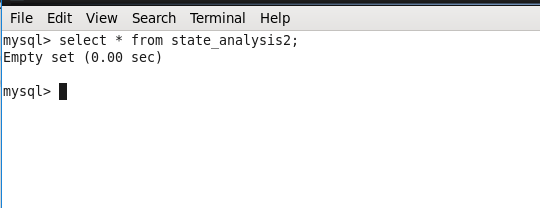 File Edit View Search Terminal Help
mysql> select * from state_analysis2;
Empty set (0.00 sec)
mysql>